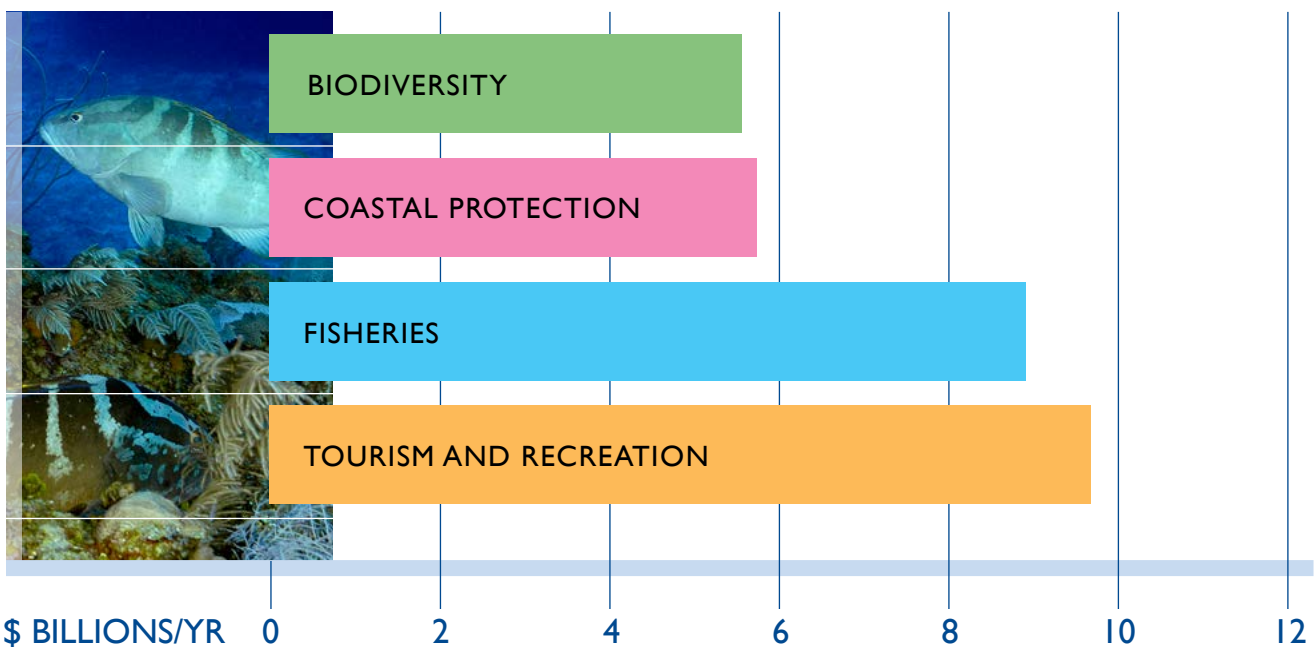 BIODIVERSITY
COASTAL PROTECTION
FISHERIES
TOURISM AND RECREATION
$ BILLIONS/YR 0 2 4 6 8 10 12